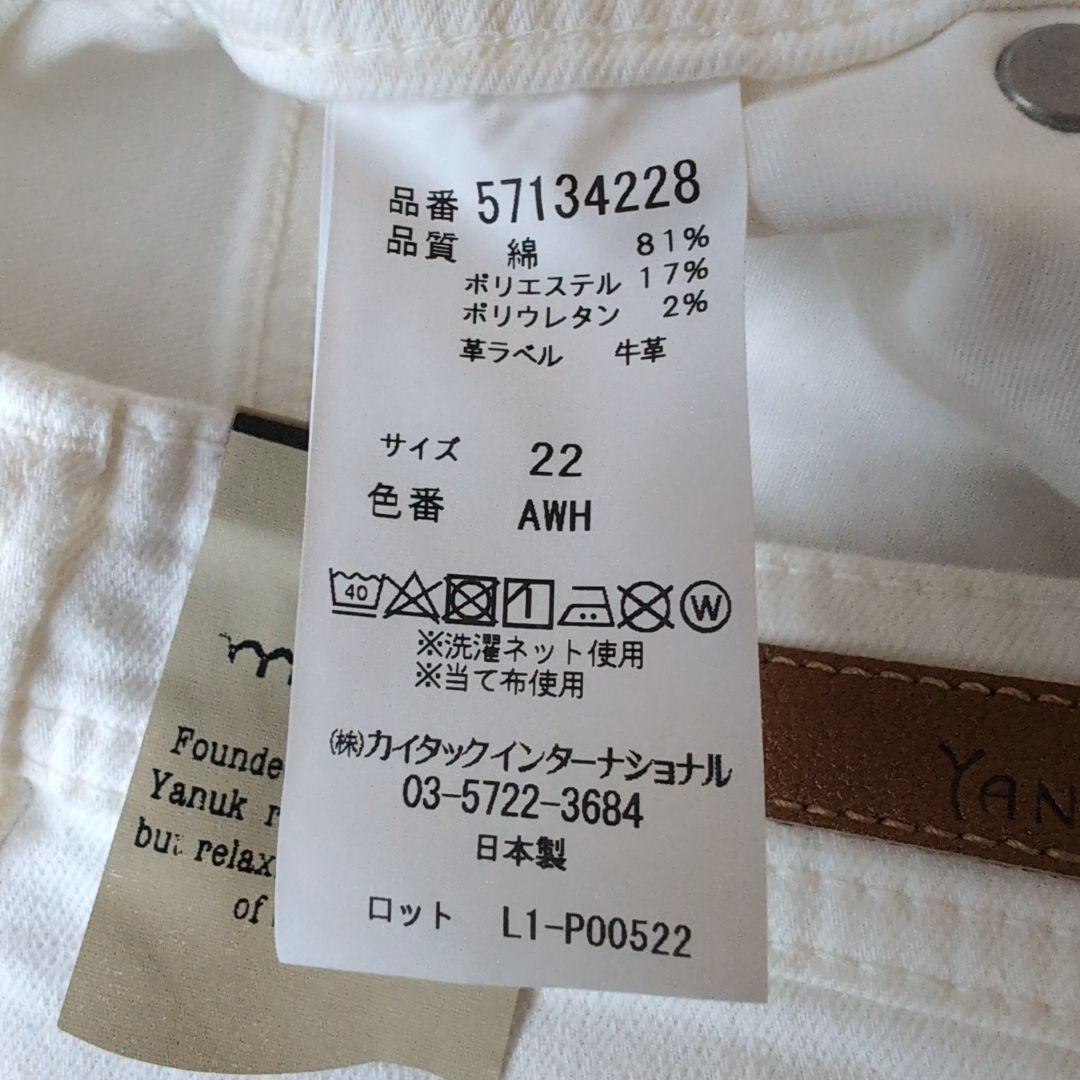 品番 57134228
品質 綿 81%
ポリエステル 17%
ポリウレタン 2%
革ラベル 牛革
サイズ 22
色番 AWH
40
W
※洗濯ネット使用
※当て布使用
(株)カイタックインターナショナル
03-5722-3684
日本製
ロット L1-P00522
Founde
Yanuk r
but relax
of
YAN